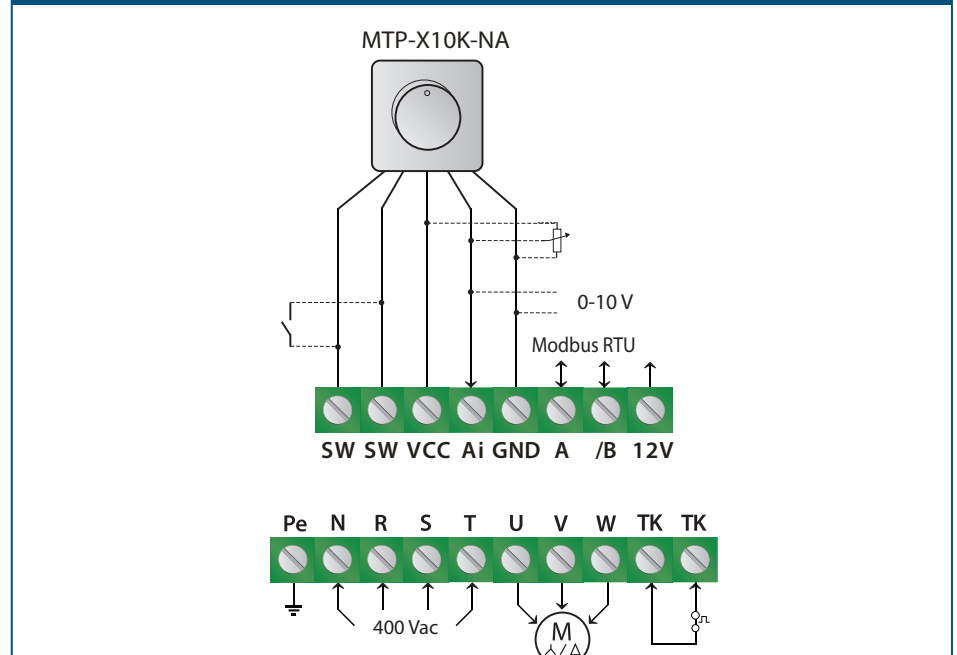 MTP-X10K-NA
0-10 V
Modbus RTU
SW SW VCC Ai GND A /B 12V
Pe N R S T U V W TK TK
400 Vac
M